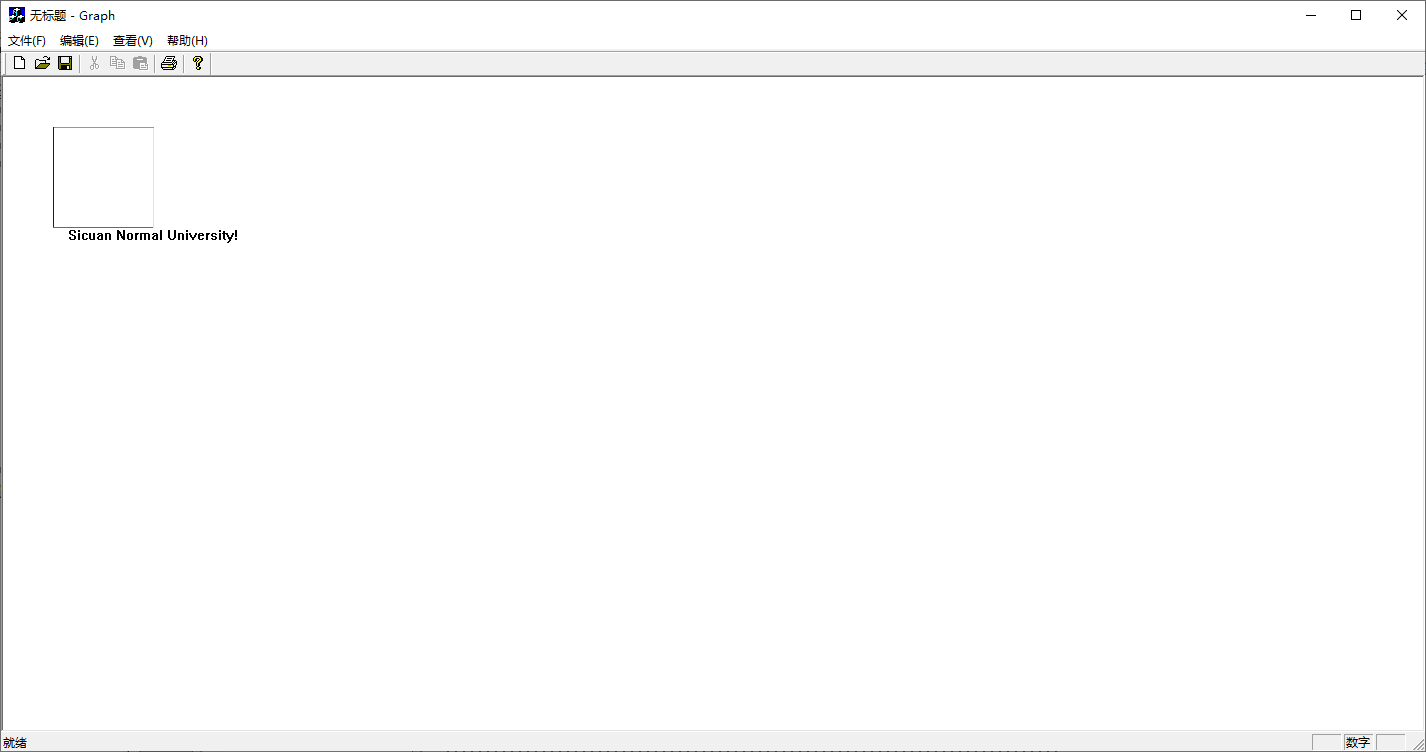 无标题 - Graph
文件(F) 编辑(E) 查看(V) 帮助(H)
Sicuan Normal University!
就绪 数字